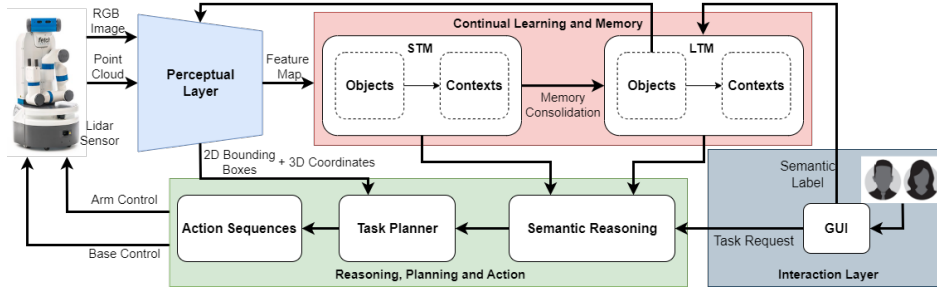 RGB
Image
Point
Cloud
Lidar
Sensor
fetch
Perceptual
Layer
Feature
Map
Continual Learning and Memory
STM
Objects
Contexts
Memory
Consolidation
LTM
Objects
Contexts
2D Bounding
Boxes
+ 3D Coordinates
Arm Control
Base Control
Action Sequences
Task Planner
Semantic Reasoning
Reasoning, Planning and Action
Task Request
Semantic
Label
GUI
Interaction Layer